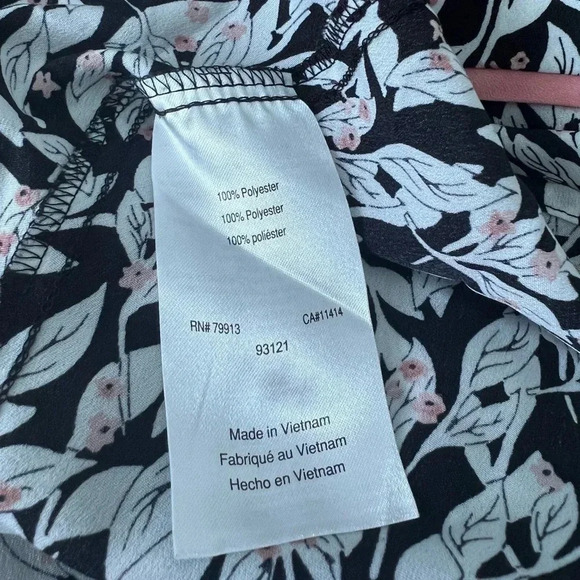 100% Polyester
100% Polyester
100% poliéster
RN# 79913 CA#11414
93121
Made in Vietnam
Fabriqué au Vietnam
Hecho en Vietnam